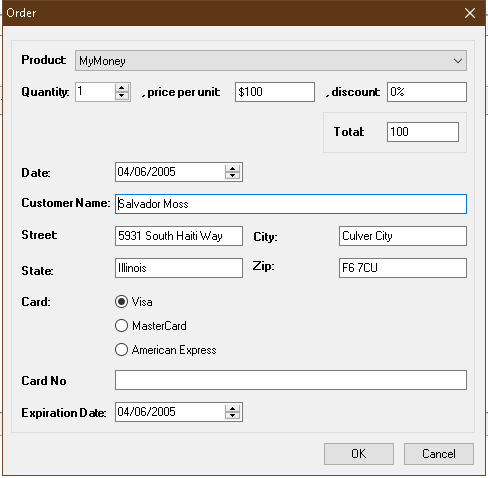 Order
Product: MyMoney
Quantity: 1 , price per unit: $100 , discount: 0%
Total: 100
Date: 04/06/2005
Customer Name: Salvador Moss
Street: 5931 South Haiti Way City: Culver City
State: Illinois Zip: F6 7CU
Card: Visa
MasterCard
American Express
Card No
Expiration Date: 04/06/2005
OK Cancel